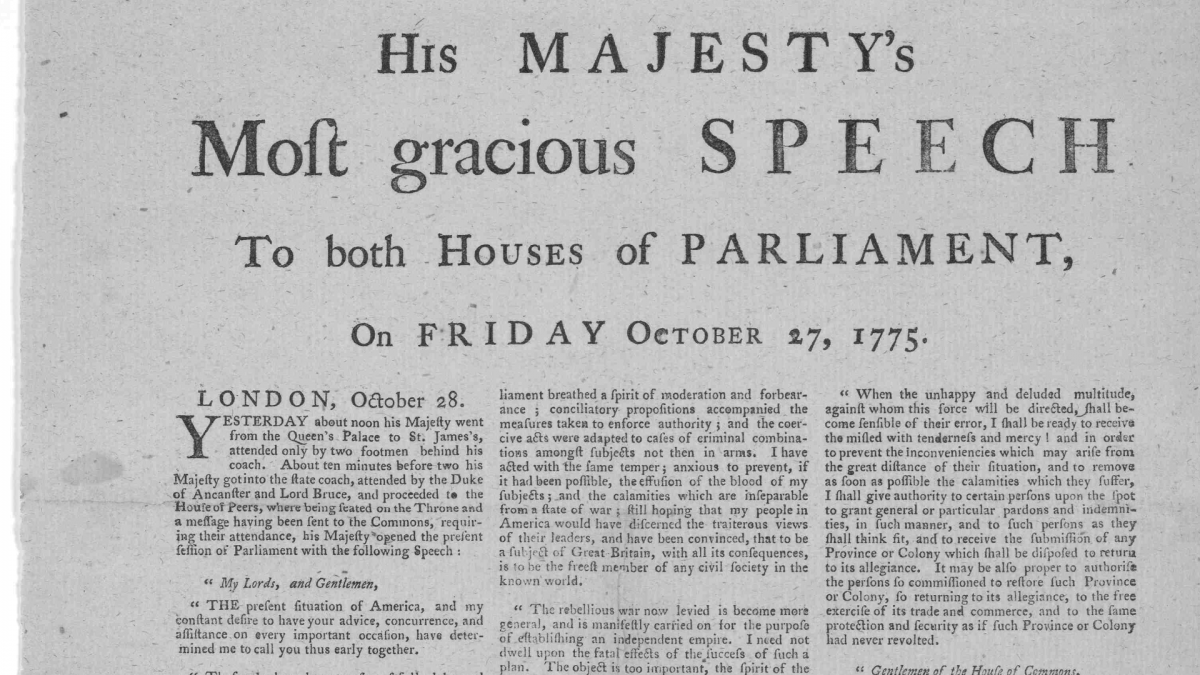 His MAJESTY's
Moſt gracious SPEECH
To both HOUSES of PARLIAMENT,
On FRIDAY OCTOBER 27, 1775.
LONDON, October 28.
YESTERDAY about noon his Majeſty went
from the Queen's Palace to St. James's,
attended only by two footmen behind his
coach. About ten minutes before two his
Majeſty got into the ſtate coach, attended by the Duke
of Ancaſter and Lord Bruce, and proceeded to the
Houſe of Peers, where being ſeated on the Throne and
a meſſage having been ſent to the Commons, requir-
ing their attendance, his Majeſty opened the preſent
ſeſſion of Parliament with the following Speech :
“ My Lords, and Gentlemen,
“ THE preſent ſituation of America, and my
conſtant deſire to have your advice, concurrence, and
aſſiſtance on every important occaſion, have deter-
mined me to call you thus early together.
liament breathed a ſpirit of moderation and forbear-
ance ; conciliatory propoſitions accompanied the
meaſures taken to enforce authority ; and the coer-
cive acts were adapted to caſes of criminal combina-
tions amongſt ſubjects not then in arms. I have
acted with the ſame temper ; anxious to prevent, if
it had been poſſible, the effuſion of the blood of my
ſubjects ; and the calamities which are inſeparable
from a ſtate of war ; ſtill hoping that my people in
America would have diſcerned the traiterous views
of their leaders, and have been convinced, that to be
a ſubject of Great Britain, with all its conſequences,
is to be the freeſt member of any civil ſociety in the
known world.
“ The rebellious war now levied is become more
general, and is manifeſtly carried on for the purpoſe
of eſtabliſhing an independent empire. I need not
dwell upon the fatal effects of the ſucceſs of ſuch a
plan. The object is too important, the ſpirit of the
“ When the unhappy and deluded multitude,
againſt whom this force will be directed, ſhall be-
come ſenſible of their error, I ſhall be ready to receive
the miſled with tenderneſs and mercy ! and in order
to prevent the inconveniencies which may ariſe from
the great diſtance of their ſituation, and to remove
as ſoon as poſſible the calamities which they ſuffer,
I ſhall give authority to certain perſons upon the ſpot
to grant general or particular pardons and indemni-
ties, in ſuch manner, and to ſuch perſons as they
ſhall think fit, and to receive the ſubmiſſion of any
Province or Colony which ſhall be diſpoſed to return
to its allegiance. It may be alſo proper to authoriſe
the perſons ſo commiſſioned to reſtore ſuch Province
or Colony, ſo returning to its allegiance, to the free
exerciſe of its trade and commerce, and to the ſame
protection and ſecurity as if ſuch Province or Colony
had never revolted.
“ Gentlemen of the Houſe of Commons,